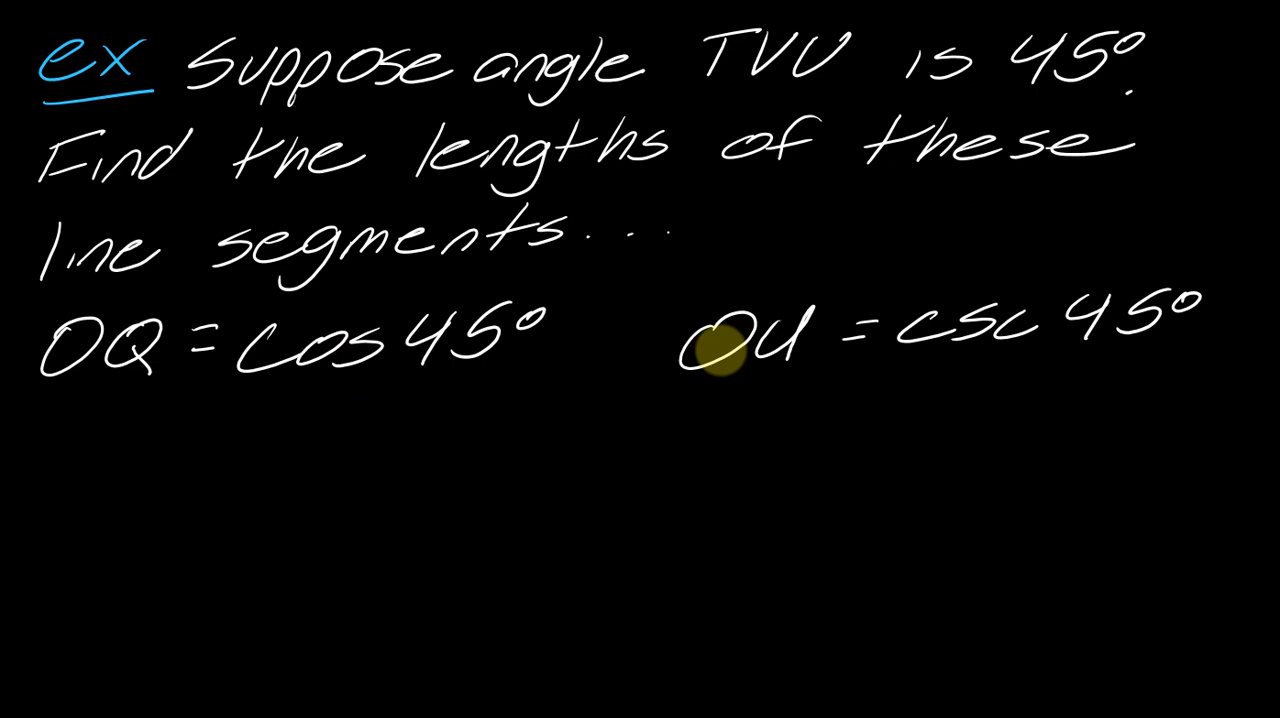 ex Suppose angle TVU is 45°.
Find the lengths of these
line segments...
OQ = cos 45° OU = csc 45°